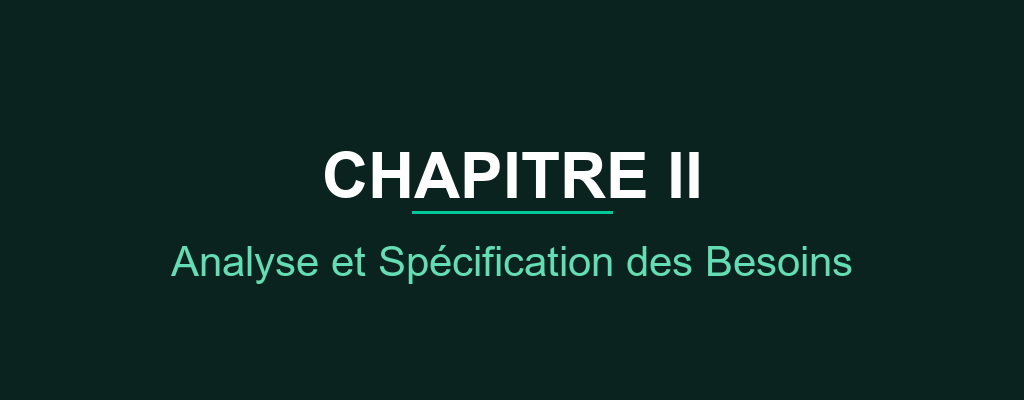 CHAPITRE II
Analyse et Spécification des Besoins